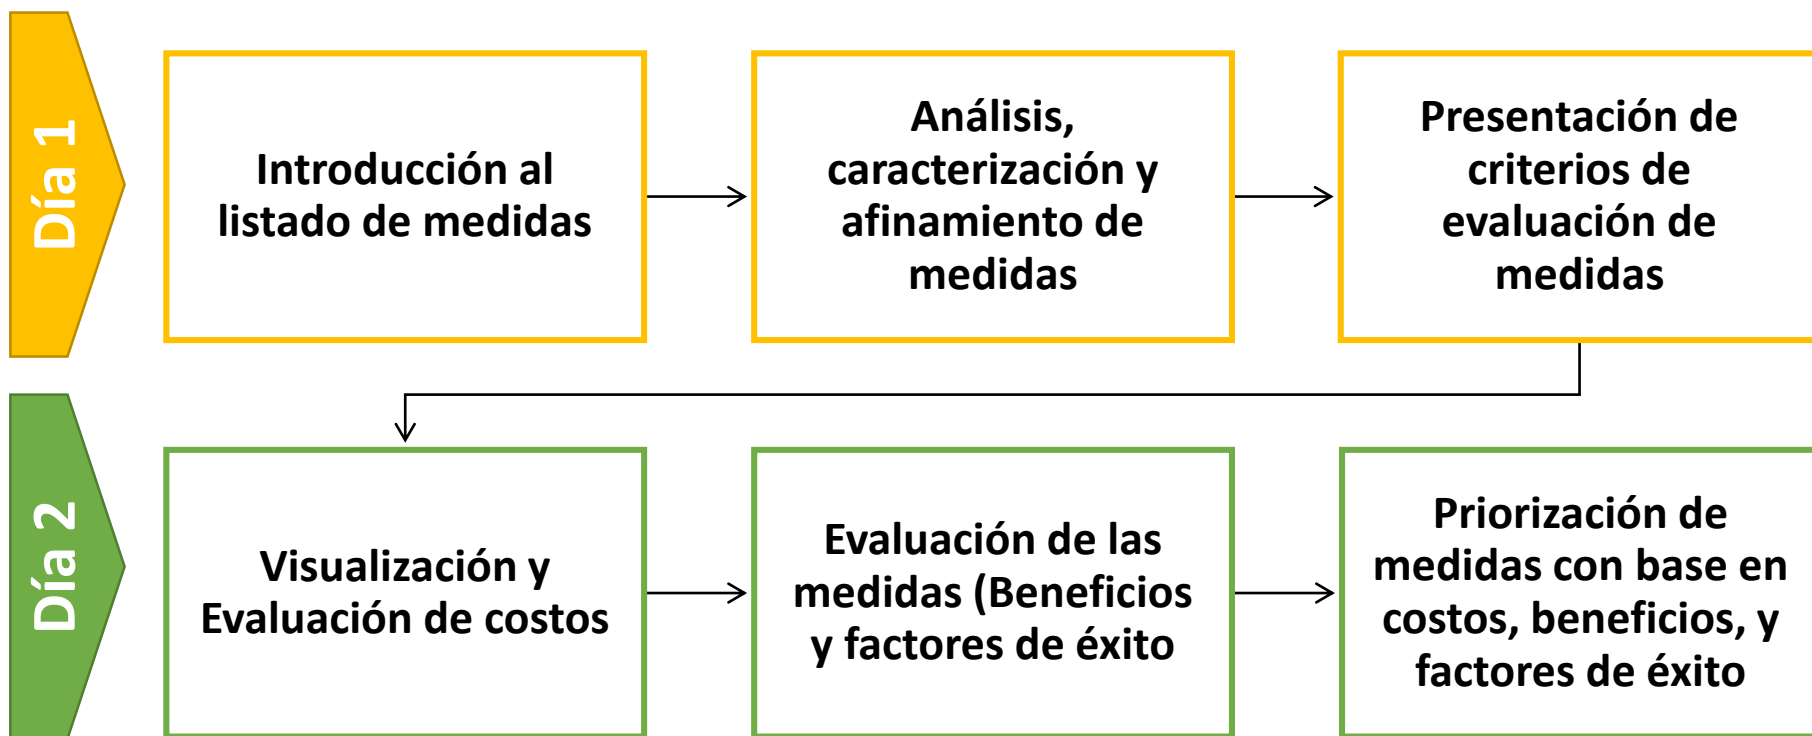 Día 1
Introducción al
listado de medidas
Análisis,
caracterización y
afinamiento de
medidas
Presentación de
criterios de
evaluación de
medidas
Día 2
Visualización y
Evaluación de costos
Evaluación de las
medidas (Beneficios
y factores de éxito
Priorización de
medidas con base en
costos, beneficios, y
factores de éxito